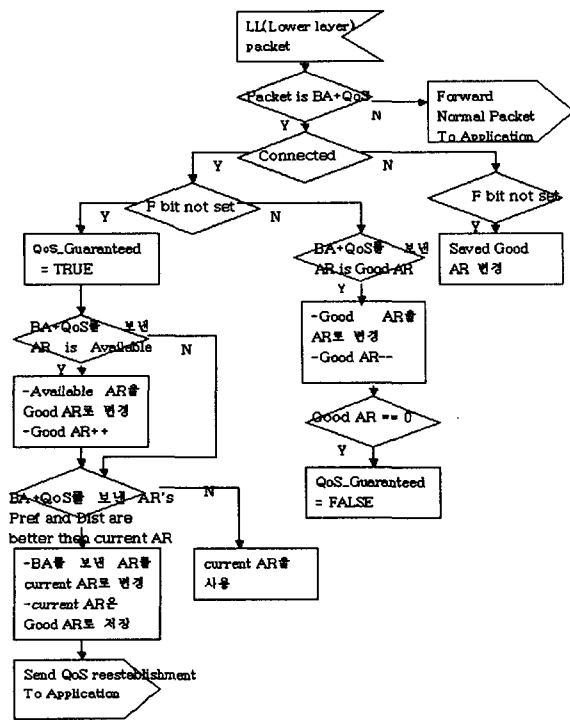 LL(Lower layer)
packet
Packet is BA+QoS
Forward
Normal Packet
To Application
Y
N
Connected
Y
N
F bit not set
F bit not set
Y
N
Y
QoS_Guaranteed
= TRUE
BA+QoS를 보낸
AR is Good AR
Saved Good
AR 변경
Y
BA+QoS를 보낸
AR is Available
N
Y
-Good AR을
AR로 변경
-Good AR--
-Available AR을
Good AR로 변경
-Good AR++
Good AR == 0
Y
BA+QoS를 보낸 AR's
Pref and Dist are
better then current AR
N
QoS_Guaranteed
= FALSE
-BA를 보낸 AR를
current AR로 변경
-current AR은
Good AR로 저장
current AR을
사용
Send QoS reestablishment
To Application